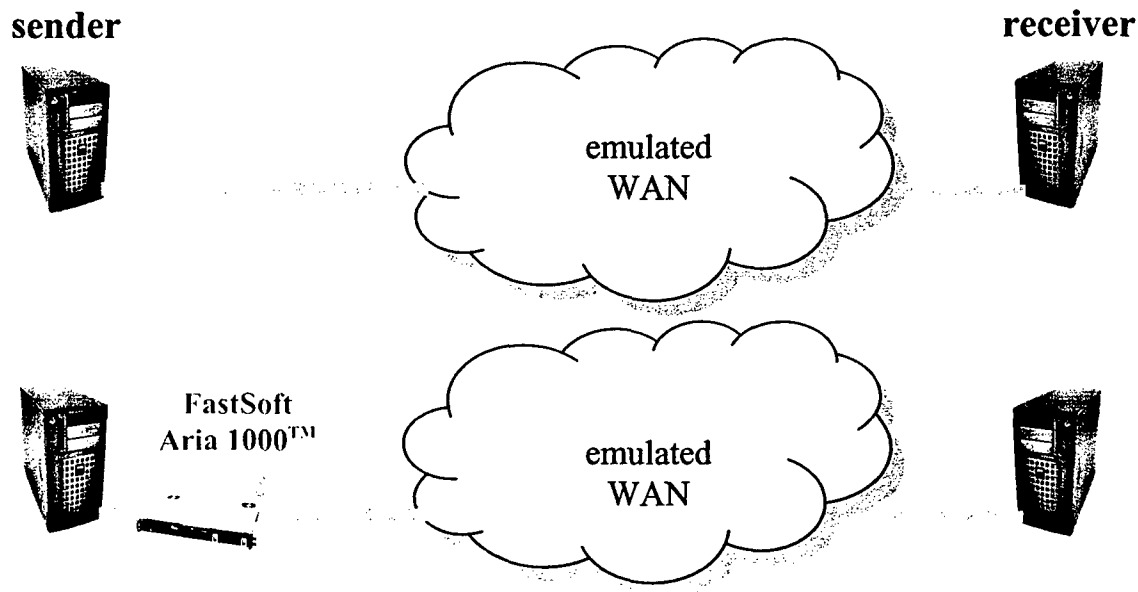 sender
receiver
emulated
WAN
FastSoft
Aria 1000™
emulated
WAN